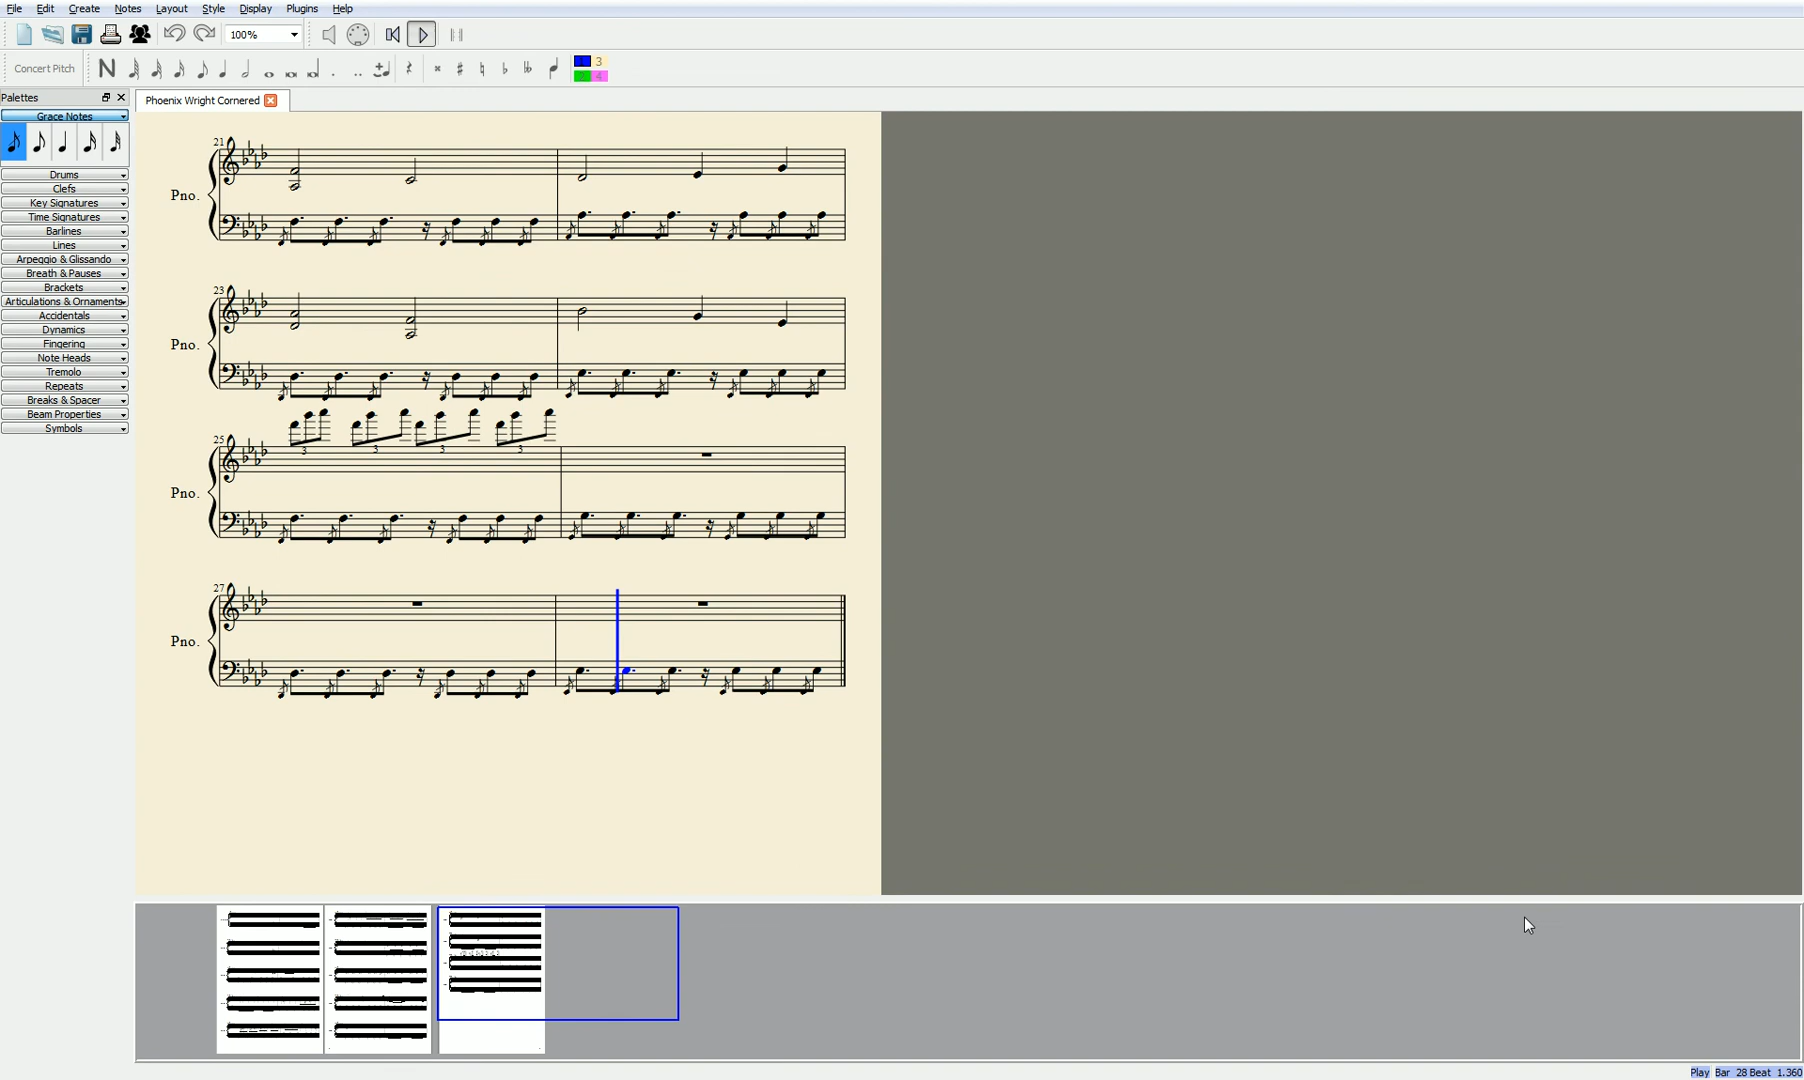 File Edit Create Notes Layout Style Display Plugins Help
100%
Concert Pitch N 1 3
2 4
Palettes
Phoenix Wright Cornered
Grace Notes
Drums
Clefs
Key Signatures
Time Signatures
Barlines
Lines
Arpeggio & Glissando
Breath & Pauses
Brackets
Articulations & Ornaments
Accidentals
Dynamics
Fingering
Note Heads
Tremolo
Repeats
Breaks & Spacer
Beam Properties
Symbols
21
Pno.
23
Pno.
25
3 3 3 3
Pno.
27
Pno.
Play Bar 28 Beat 1.360